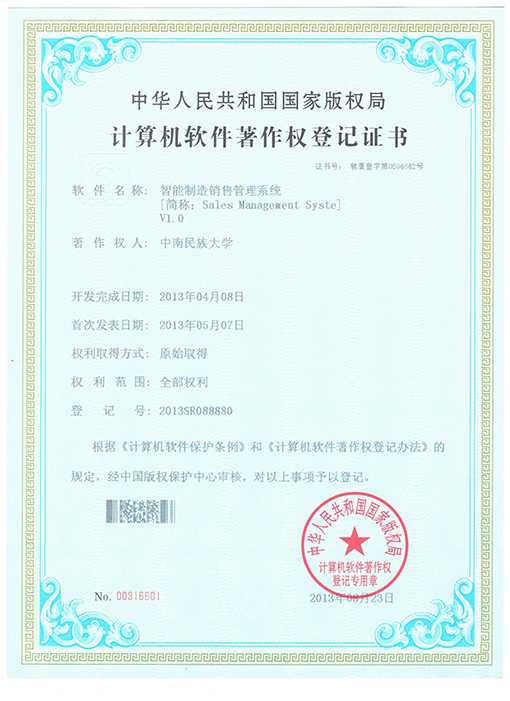 中华人民共和国国家版权局
计算机软件著作权登记证书
证书号： 软著登字第0594642号
软件名称： 智能制造销售管理系统
[简称：Sales Management Syste]
V1.0
著作权人： 中南民族大学
开发完成日期： 2013年04月08日
首次发表日期： 2013年05月07日
权利取得方式： 原始取得
权利范围： 全部权利
登记号： 2013SR088880
根据《计算机软件保护条例》和《计算机软件著作权登记办法》的
规定，经中国版权保护中心审核，对以上事项予以登记。
中华人民共和国国家版权局
计算机软件著作权
登记专用章
No. 00316601
2013年08月23日